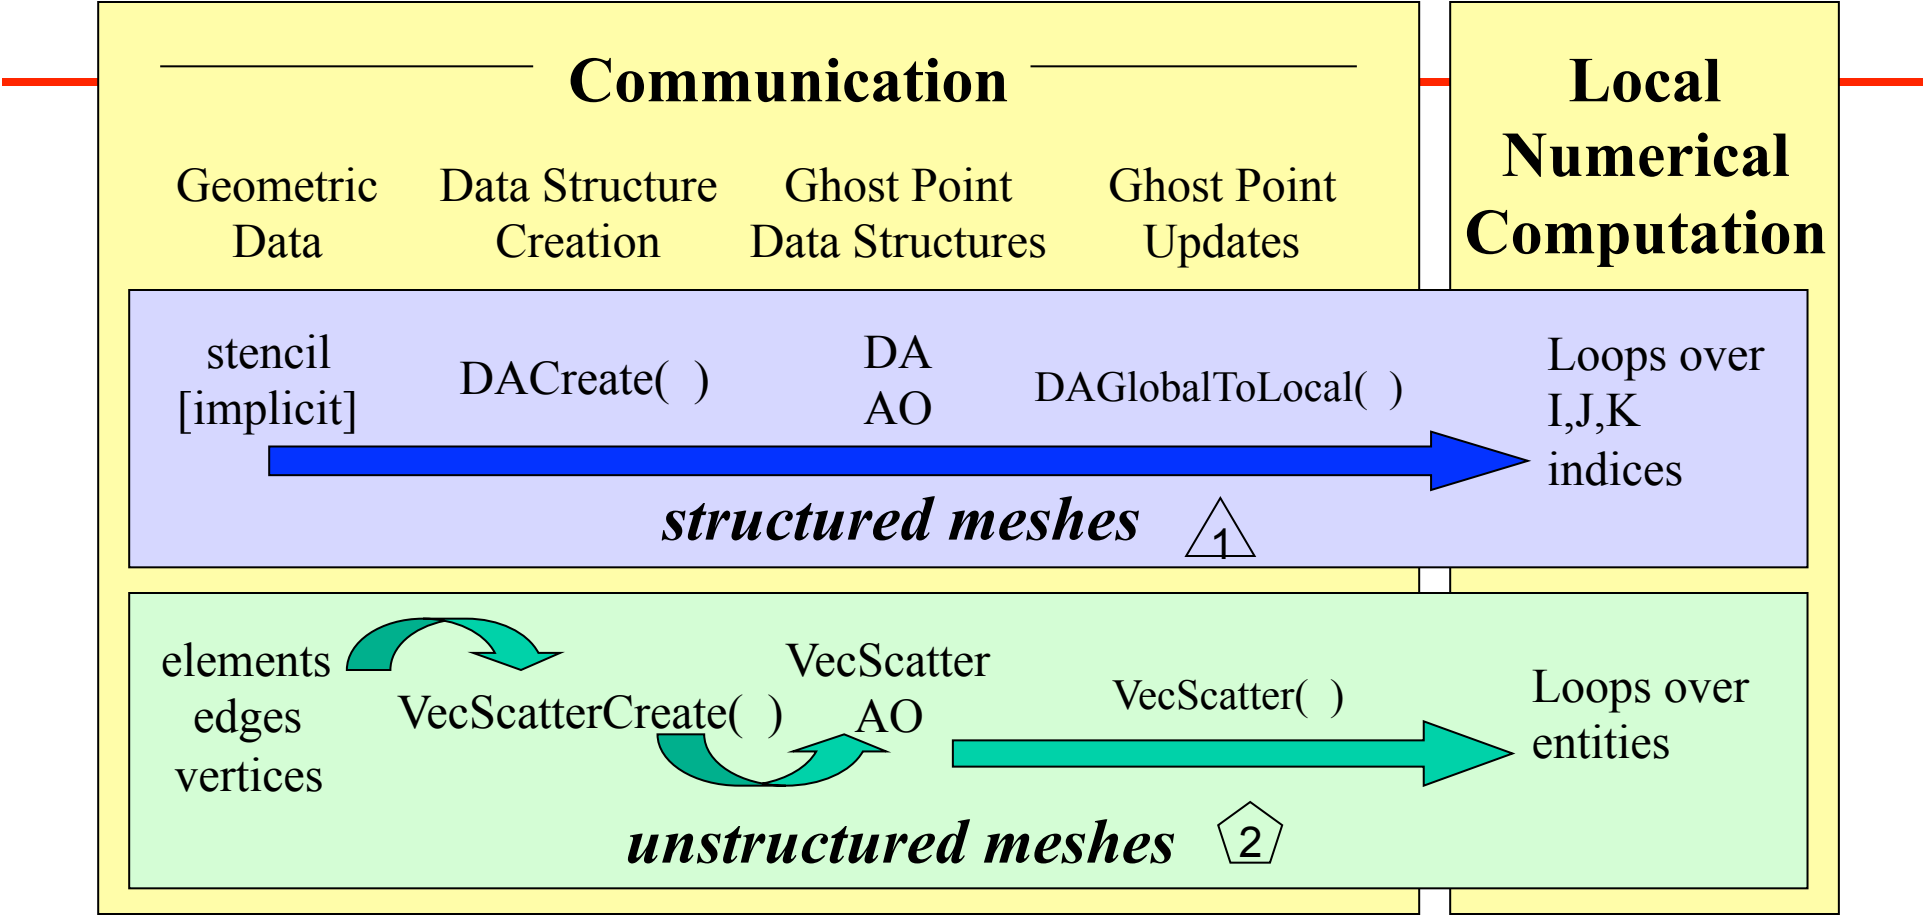 Communication
Local
Numerical
Computation
Geometric
Data
Data Structure
Creation
Ghost Point
Data Structures
Ghost Point
Updates
stencil
[implicit]
DACreate(  )
DA
AO
DAGlobalToLocal(  )
Loops over
I,J,K
indices
structured meshes
1
elements
edges
vertices
VecScatterCreate(  )
VecScatter
AO
VecScatter(  )
Loops over
entities
unstructured meshes
2